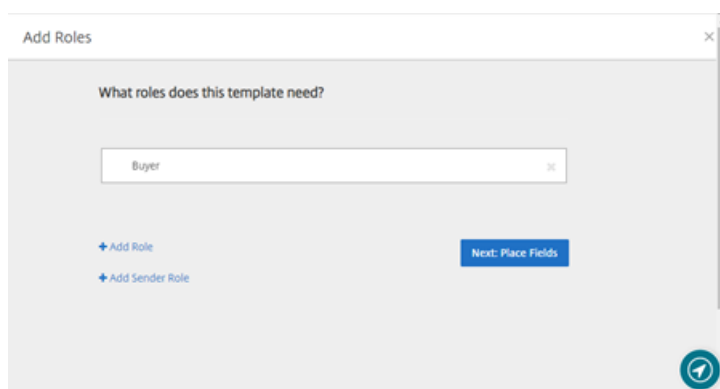 Add Roles
What roles does this template need?
Buyer
+ Add Role
Next: Place Fields
+ Add Sender Role